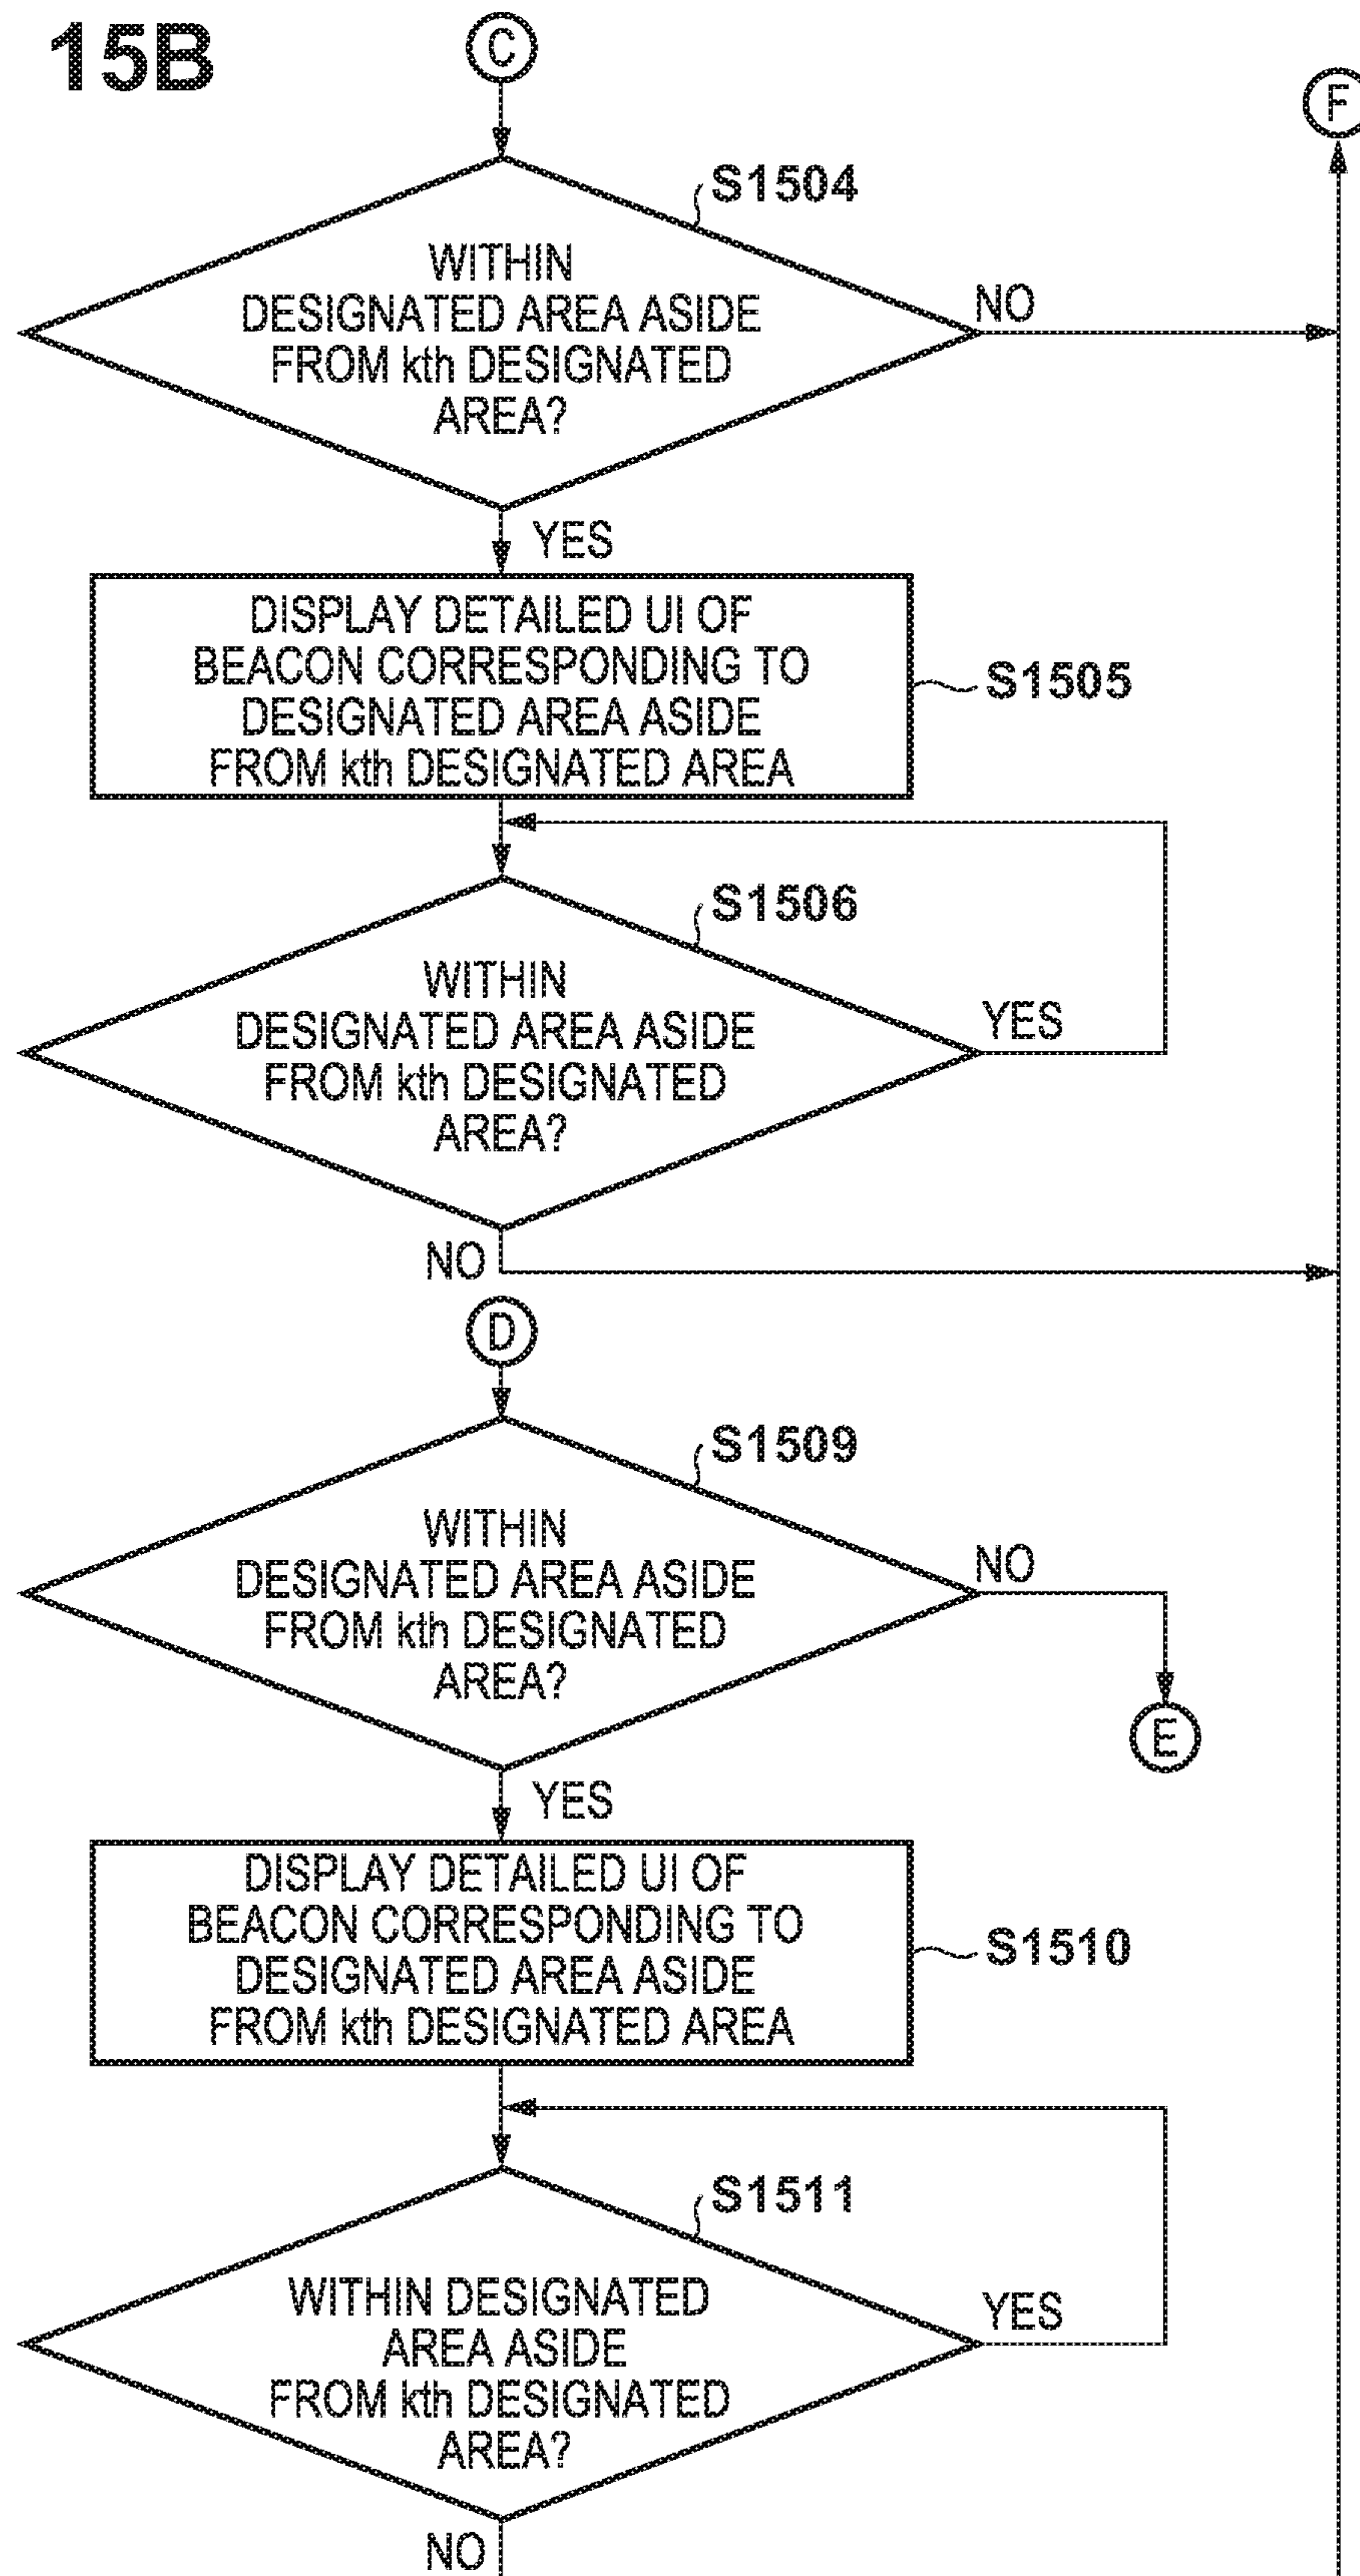 15B
C
F
S1504
WITHIN
DESIGNATED AREA ASIDE
FROM kth DESIGNATED
AREA?
NO
YES
DISPLAY DETAILED UI OF
BEACON CORRESPONDING TO
DESIGNATED AREA ASIDE
FROM kth DESIGNATED AREA
S1505
S1506
WITHIN
DESIGNATED AREA ASIDE
FROM kth DESIGNATED
AREA?
YES
NO
D
S1509
WITHIN
DESIGNATED AREA ASIDE
FROM kth DESIGNATED
AREA?
NO
E
YES
DISPLAY DETAILED UI OF
BEACON CORRESPONDING TO
DESIGNATED AREA ASIDE
FROM kth DESIGNATED AREA
S1510
S1511
WITHIN DESIGNATED
AREA ASIDE
FROM kth DESIGNATED
AREA?
YES
NO